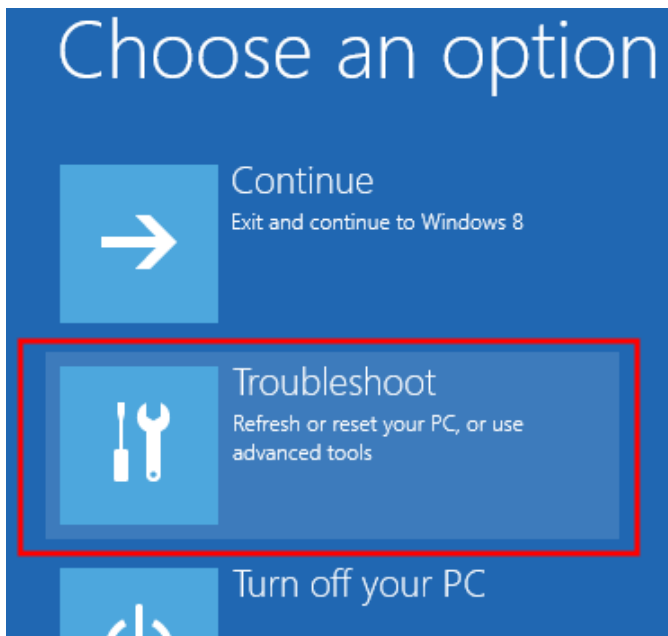 Choose an option
Continue
Exit and continue to Windows 8
Troubleshoot
Refresh or reset your PC, or use
advanced tools
Turn off your PC